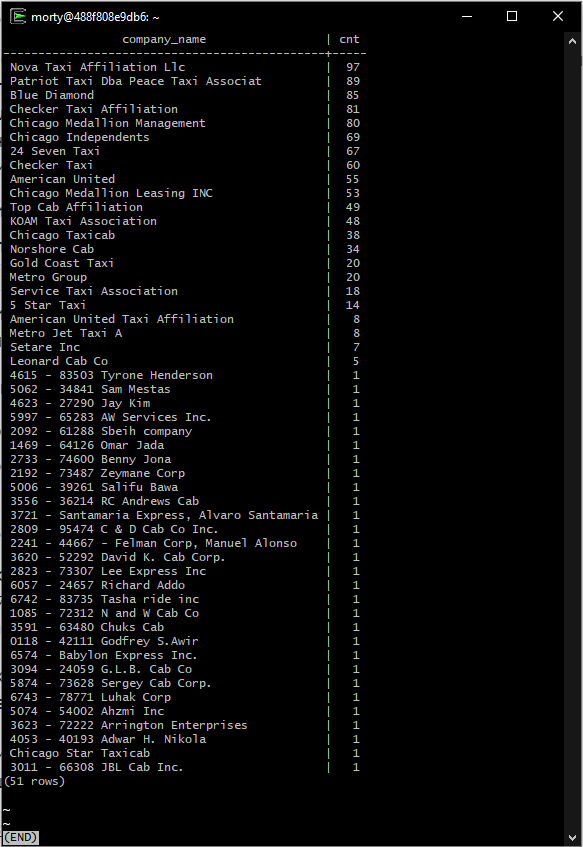 morty@488f808e9db6: ~
company_name | cnt
----------------------------------------------+-----
Nova Taxi Affiliation Llc | 97
Patriot Taxi Dba Peace Taxi Associat | 89
Blue Diamond | 85
Checker Taxi Affiliation | 81
Chicago Medallion Management | 80
Chicago Independents | 69
24 Seven Taxi | 67
Checker Taxi | 60
American United | 55
Chicago Medallion Leasing INC | 53
Top Cab Affiliation | 49
KOAM Taxi Association | 48
Chicago Taxicab | 38
Norshore Cab | 34
Gold Coast Taxi | 20
Metro Group | 20
Service Taxi Association | 18
5 Star Taxi | 14
American United Taxi Affiliation | 8
Metro Jet Taxi A | 8
Setare Inc | 7
Leonard Cab Co | 5
4615 - 83503 Tyrone Henderson | 1
5062 - 34841 Sam Mestas | 1
4623 - 27290 Jay Kim | 1
5997 - 65283 AW Services Inc. | 1
2092 - 61288 Sbeih company | 1
1469 - 64126 Omar Jada | 1
2733 - 74600 Benny Jona | 1
2192 - 73487 Zeymane Corp | 1
5006 - 39261 Salifu Bawa | 1
3556 - 36214 RC Andrews Cab | 1
3721 - Santamaria Express, Alvaro Santamaria | 1
2809 - 95474 C & D Cab Co Inc. | 1
2241 - 44667 - Felman Corp, Manuel Alonso | 1
3620 - 52292 David K. Cab Corp. | 1
2823 - 73307 Lee Express Inc | 1
6057 - 24657 Richard Addo | 1
6742 - 83735 Tasha ride inc | 1
1085 - 72312 N and W Cab Co | 1
3591 - 63480 Chuks Cab | 1
0118 - 42111 Godfrey S.Awir | 1
6574 - Babylon Express Inc. | 1
3094 - 24059 G.L.B. Cab Co | 1
5874 - 73628 Sergey Cab Corp. | 1
6743 - 78771 Luhak Corp | 1
5074 - 54002 Ahzmi Inc | 1
3623 - 72222 Arrington Enterprises | 1
4053 - 40193 Adwar H. Nikola | 1
Chicago Star Taxicab | 1
3011 - 66308 JBL Cab Inc. | 1
(51 rows)
~
~
(END)